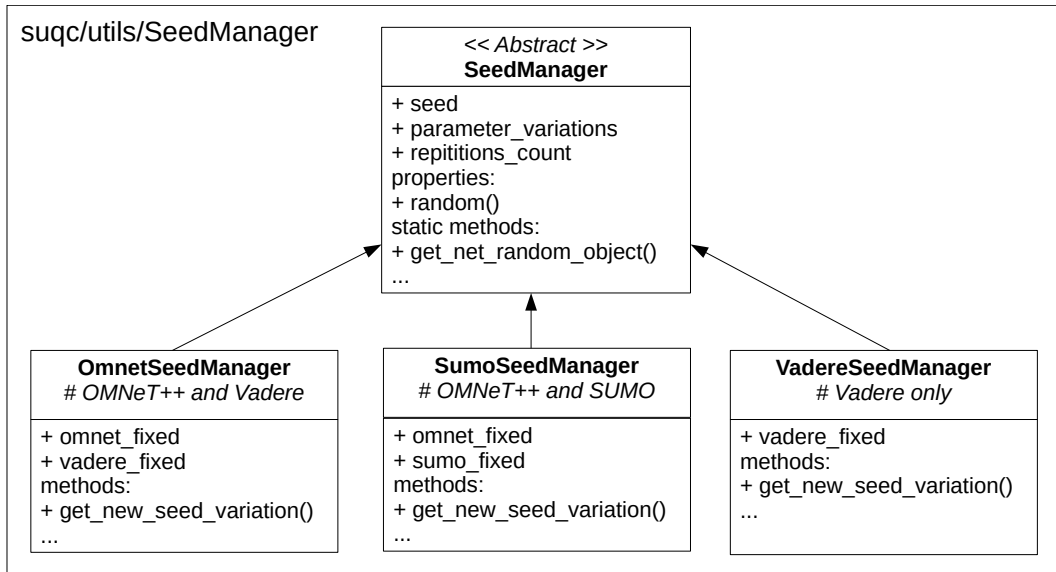 suqc/utils/SeedManager
<< Abstract >>
SeedManager
+ seed
+ parameter_variations
+ repititions_count
properties:
+ random()
static methods:
+ get_net_random_object()
...
OmnetSeedManager
# OMNeT++ and Vadere
+ omnet_fixed
+ vadere_fixed
methods:
+ get_new_seed_variation()
...
SumoSeedManager
# OMNeT++ and SUMO
+ omnet_fixed
+ sumo_fixed
methods:
+ get_new_seed_variation()
...
VadereSeedManager
# Vadere only
+ vadere_fixed
methods:
+ get_new_seed_variation()
...